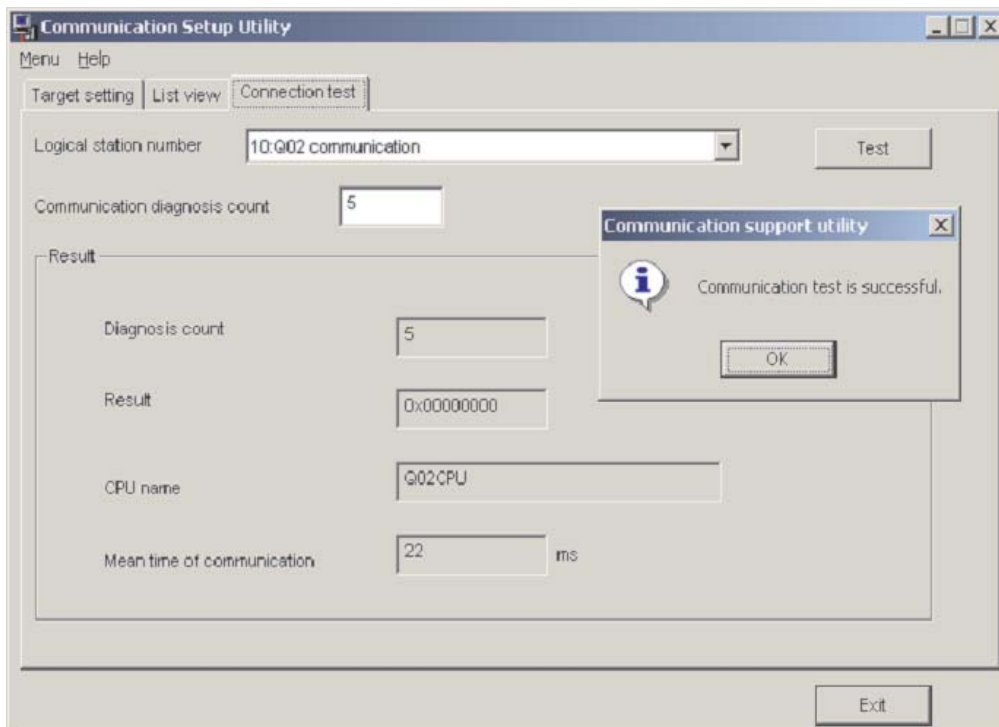 Communication Setup Utility
Menu Help
Target setting List view Connection test
Logical station number 10:Q02 communication Test
Communication diagnosis count 5
Communication support utility
Communication test is successful.
OK
Result
Diagnosis count 5
Result 0x00000000
CPU name Q02CPU
Mean time of communication 22 ms
Exit